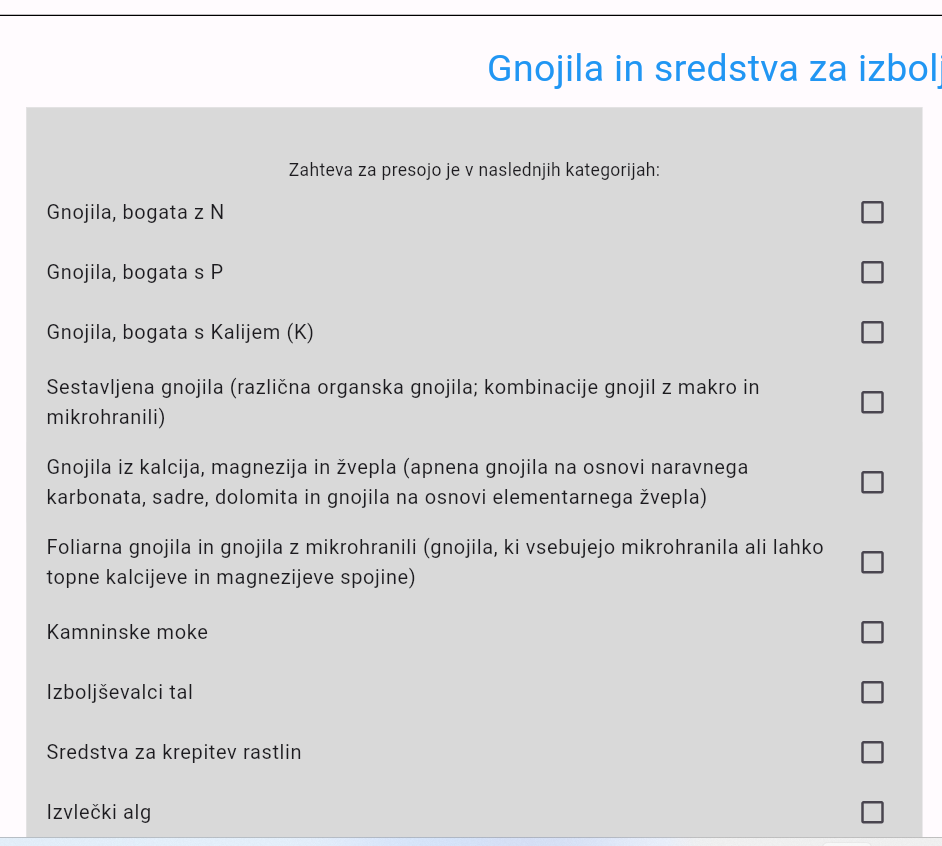 Gnojila in sredstva za izbolj
Zahteva za presojo je v naslednjih kategorijah:
Gnojila, bogata z N
Gnojila, bogata s P
Gnojila, bogata s Kalijem (K)
Sestavljena gnojila (različna organska gnojila; kombinacije gnojil z makro in
mikrohranili)
Gnojila iz kalcija, magnezija in žvepla (apnena gnojila na osnovi naravnega
karbonata, sadre, dolomita in gnojila na osnovi elementarnega žvepla)
Foliarna gnojila in gnojila z mikrohranili (gnojila, ki vsebujejo mikrohranila ali lahko
topne kalcijeve in magnezijeve spojine)
Kamninske moke
Izboljševalci tal
Sredstva za krepitev rastlin
Izvlečki alg